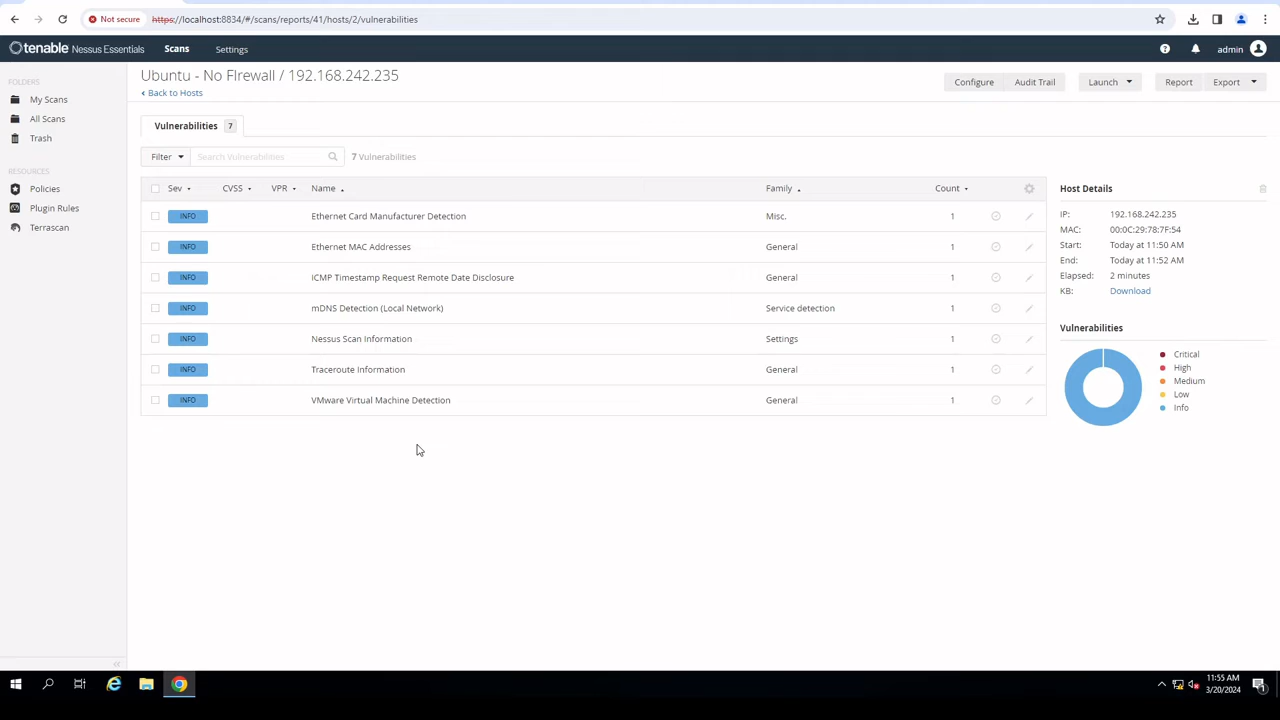 Not secure
https://localhost:8834/#/scans/reports/41/hosts/2/vulnerabilities
tenable Nessus Essentials
Scans
Settings
admin
FOLDERS
My Scans
All Scans
Trash
RESOURCES
Policies
Plugin Rules
Terrascan
Ubuntu - No FIrewall / 192.168.242.235
Back to Hosts
Configure
Audit Trail
Launch
Report
Export
Vulnerabilities 7
Filter
Search Vulnerabilities
7 Vulnerabilities
Sev CVSS VPR Name Family Count
INFO Ethernet Card Manufacturer Detection Misc. 1
INFO Ethernet MAC Addresses General 1
INFO ICMP Timestamp Request Remote Date Disclosure General 1
INFO mDNS Detection (Local Network) Service detection 1
INFO Nessus Scan Information Settings 1
INFO Traceroute Information General 1
INFO VMware Virtual Machine Detection General 1
Host Details
IP: 192.168.242.235
MAC: 00:0C:29:78:7F:54
Start: Today at 11:50 AM
End: Today at 11:52 AM
Elapsed: 2 minutes
KB: Download
Vulnerabilities
Critical
High
Medium
Low
Info
11:55 AM
3/20/2024